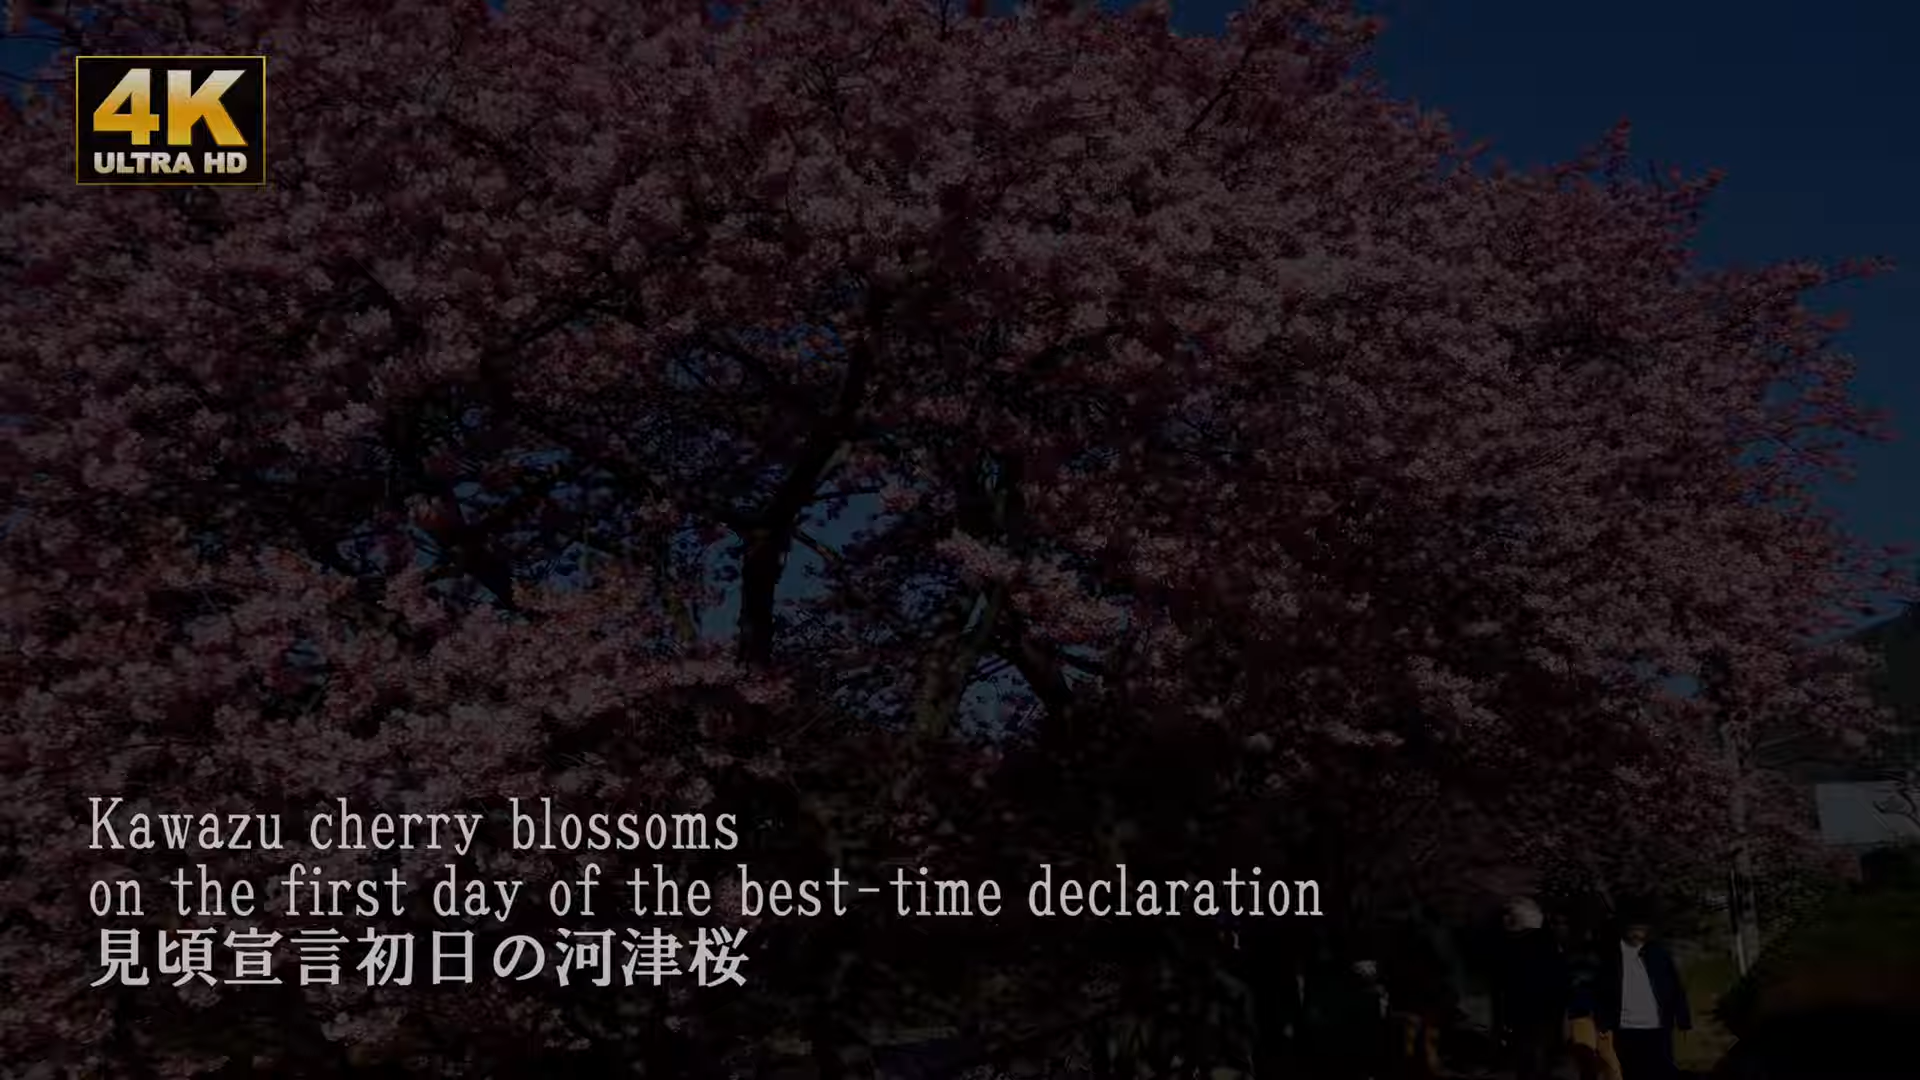 4K
ULTRA HD
Kawazu cherry blossoms
on the first day of the best-time declaration
見頃宣言初日の河津桜